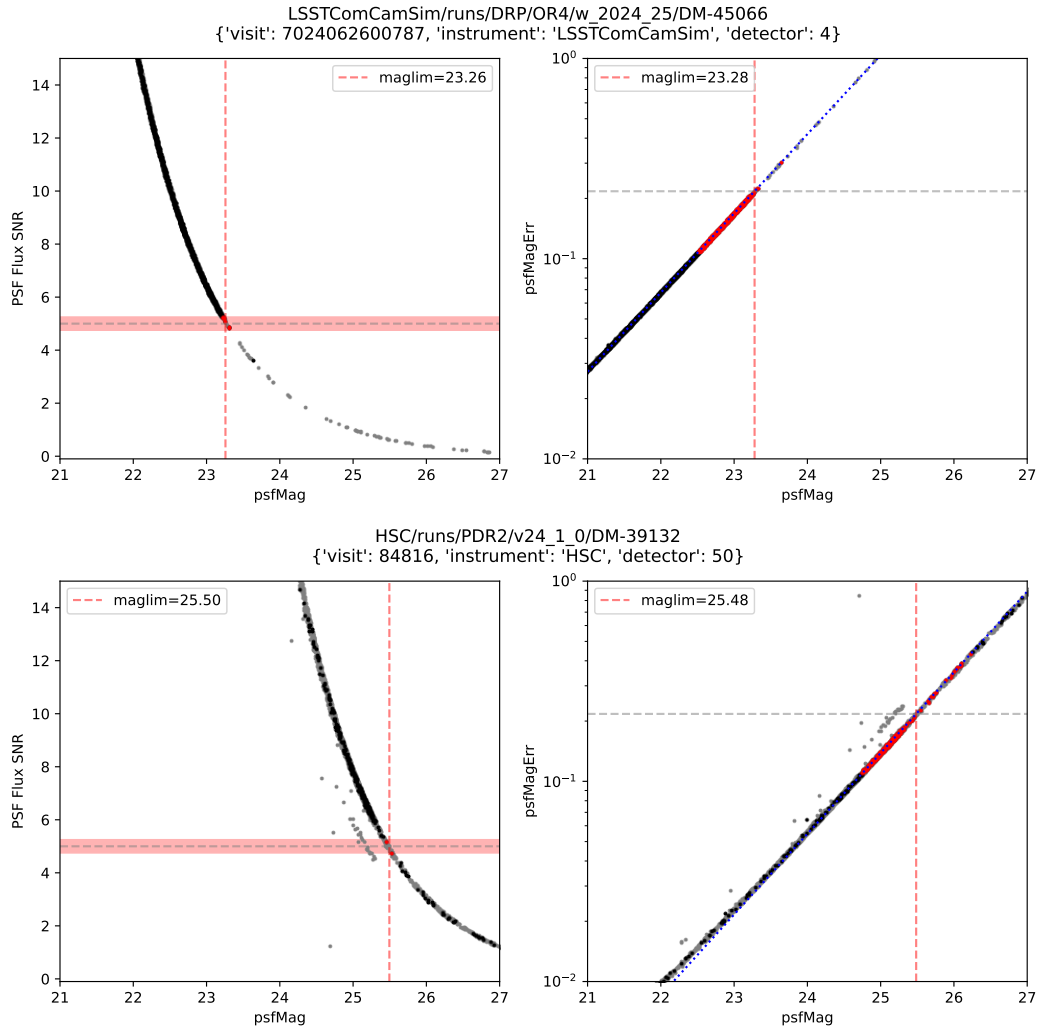 LSSTComCamSim/runs/DRP/OR4/w_2024_25/DM-45066
{'visit': 7024062600787, 'instrument': 'LSSTComCamSim', 'detector': 4}
maglim=23.26
14
12
10
8
6
4
2
0
PSF Flux SNR
21 22 23 24 25 26 27
psfMag
maglim=23.28
10^0
10^-1
10^-2
psfMagErr
21 22 23 24 25 26 27
psfMag
HSC/runs/PDR2/v24_1_0/DM-39132
{'visit': 84816, 'instrument': 'HSC', 'detector': 50}
maglim=25.50
14
12
10
8
6
4
2
0
PSF Flux SNR
21 22 23 24 25 26 27
psfMag
maglim=25.48
10^0
10^-1
10^-2
psfMagErr
21 22 23 24 25 26 27
psfMag